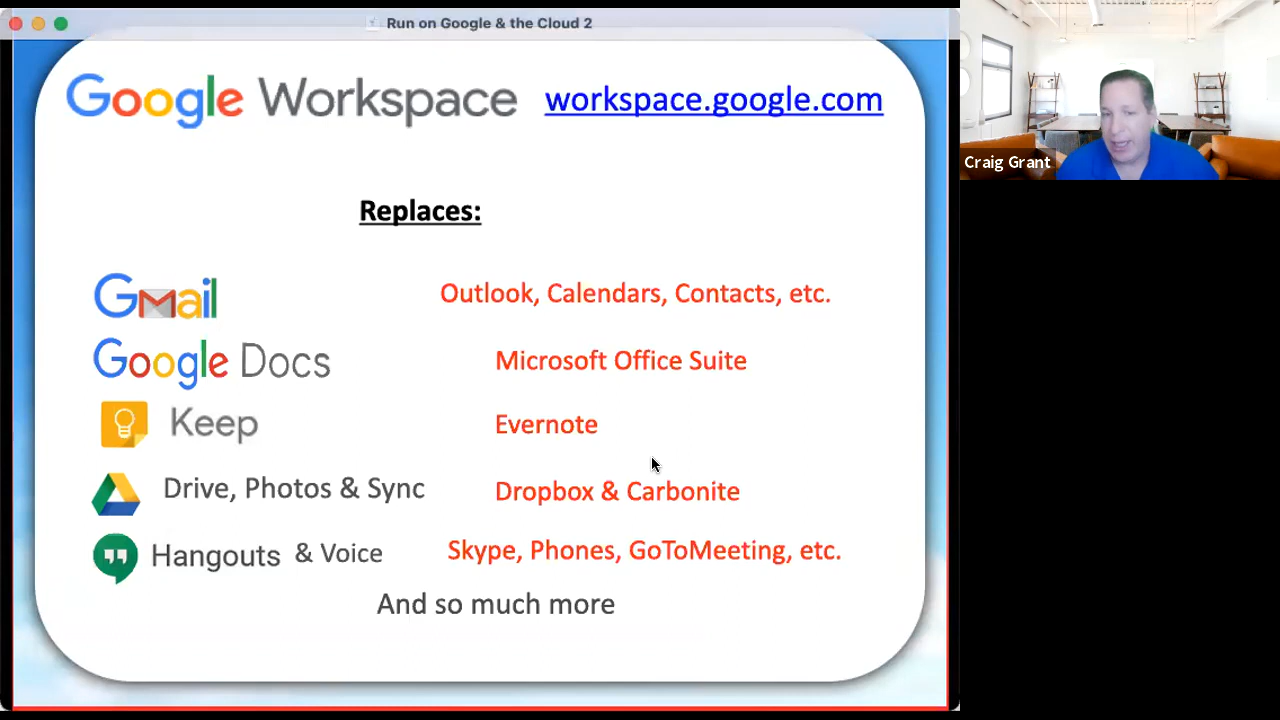 Run on Google & the Cloud 2
Google Workspace workspace.google.com
Craig Grant
Replaces:
Gmail Outlook, Calendars, Contacts, etc.
Google Docs Microsoft Office Suite
Keep Evernote
Drive, Photos & Sync Dropbox & Carbonite
Hangouts & Voice Skype, Phones, GoToMeeting, etc.
And so much more